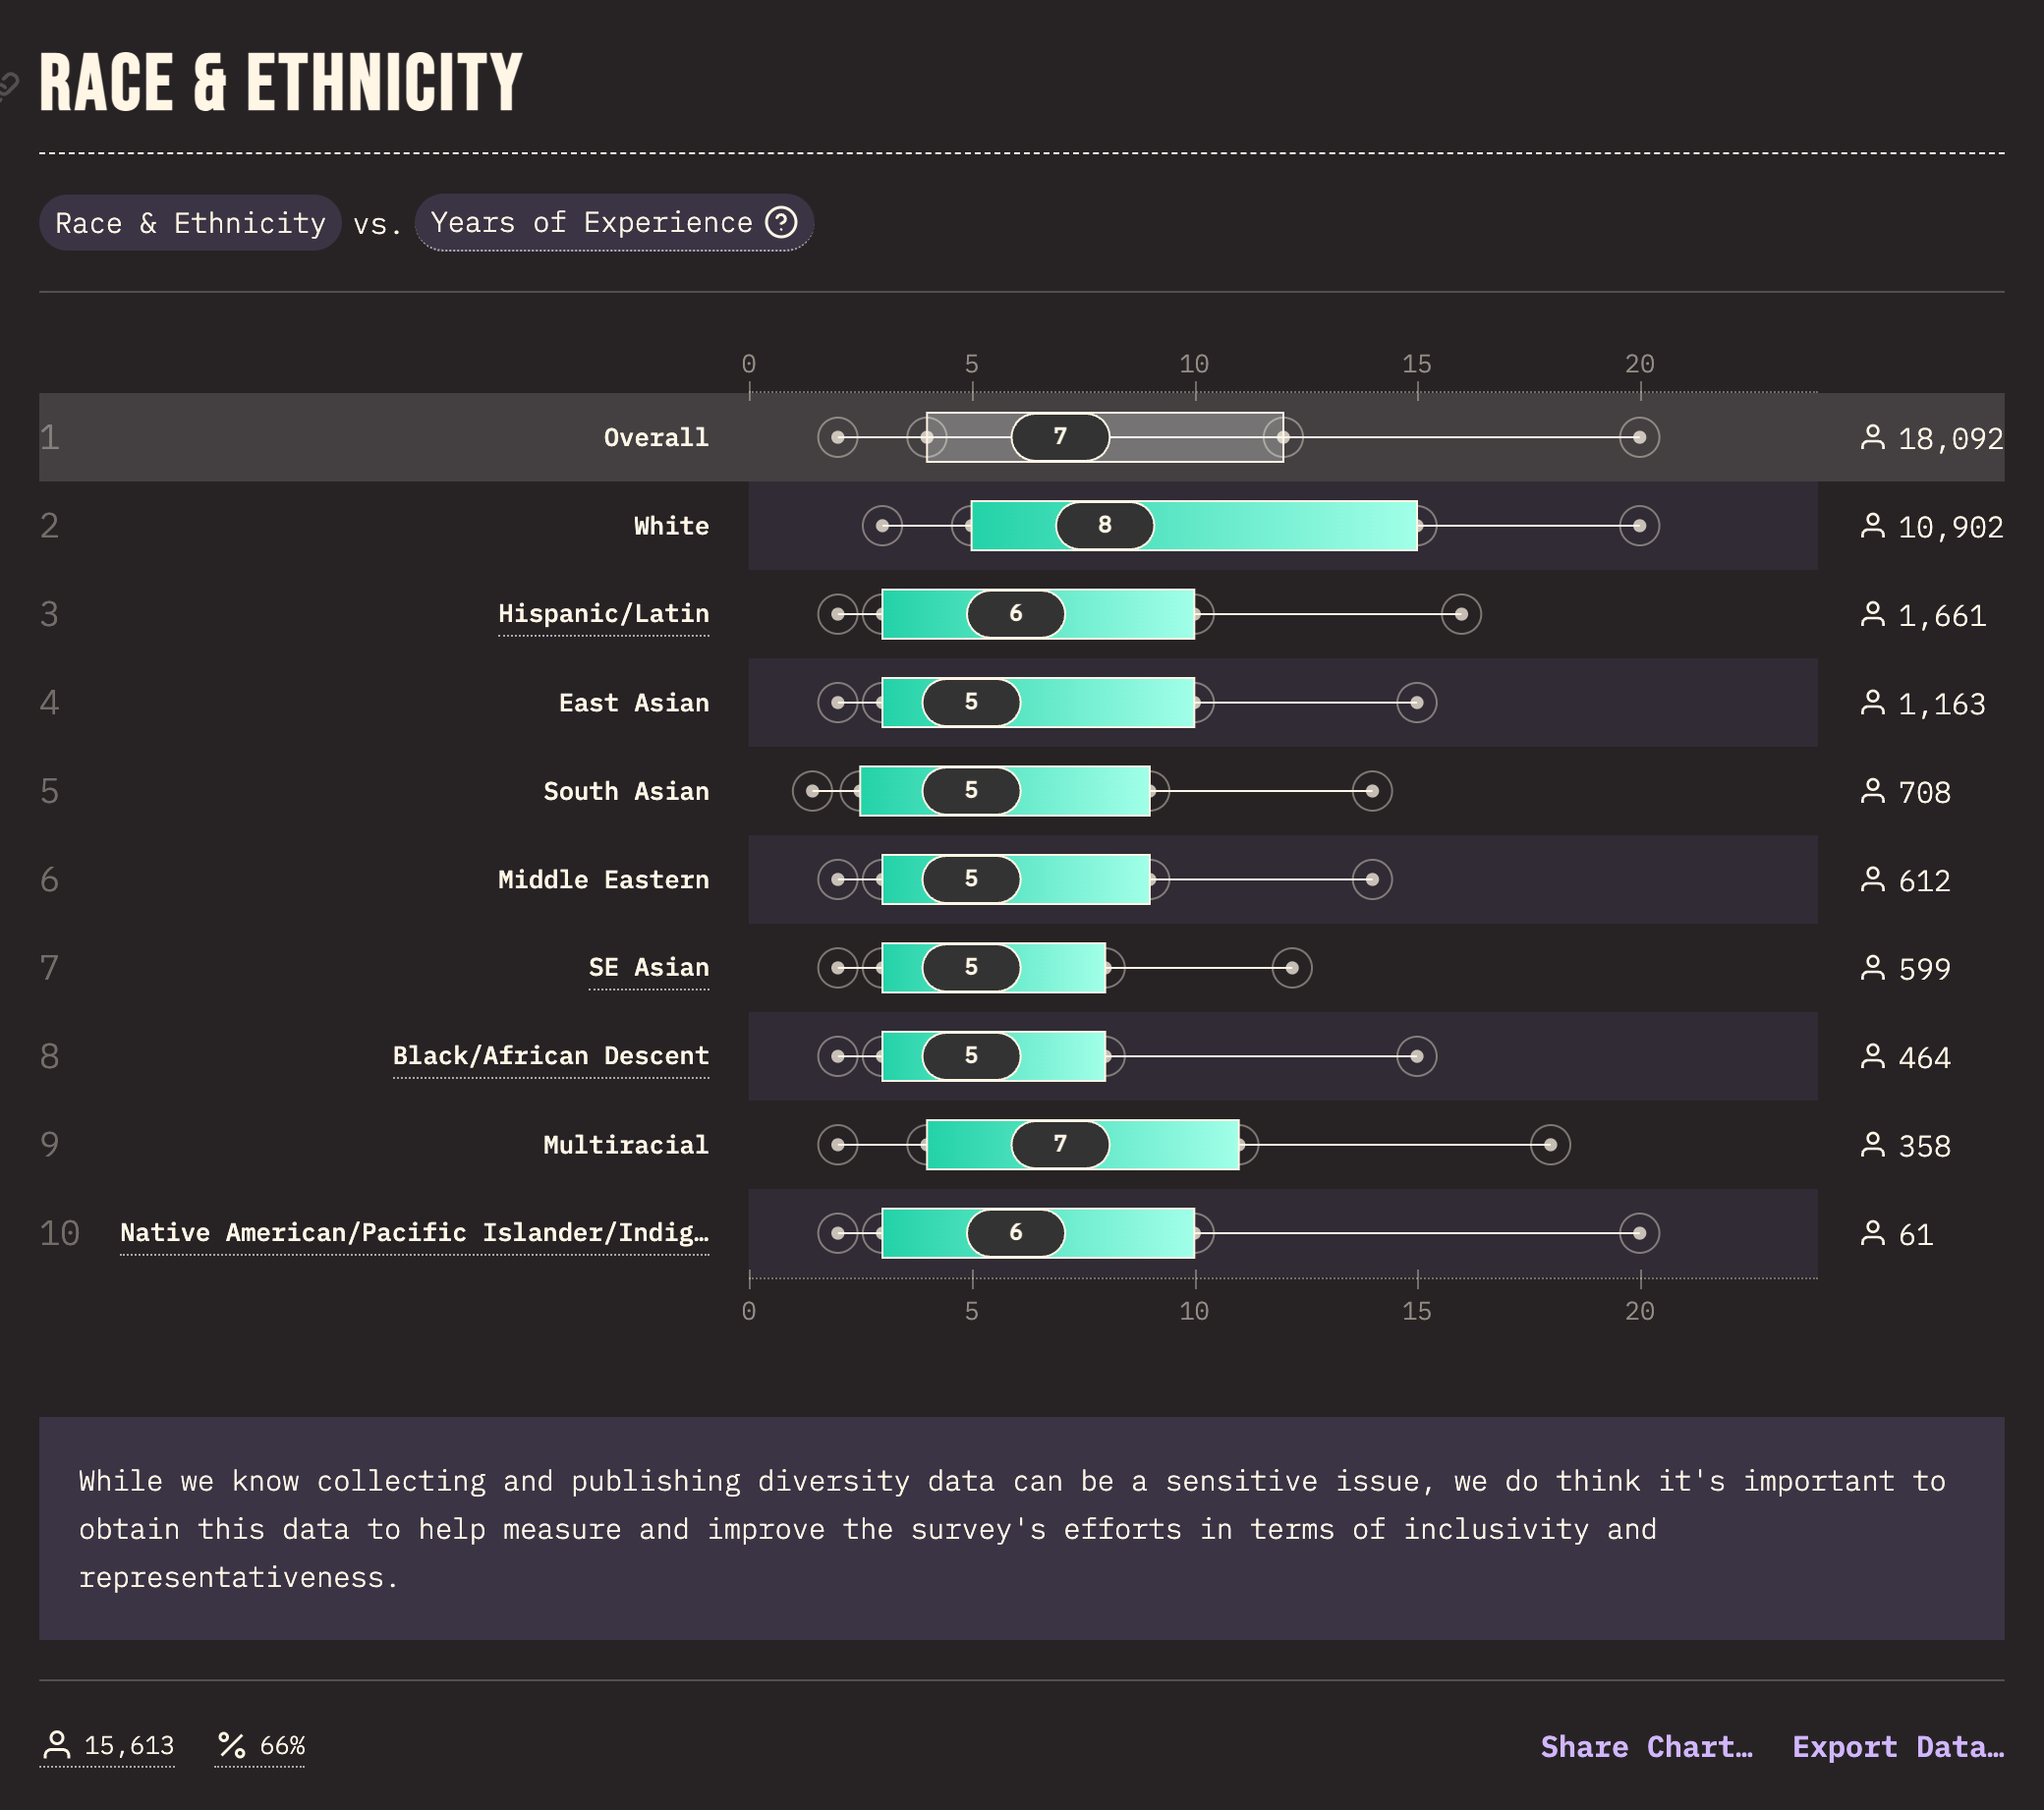 RACE & ETHNICITY
Race & Ethnicity vs. Years of Experience ?
0 5 10 15 20
1 Overall 7 18,092
2 White 8 10,902
3 Hispanic/Latin 6 1,661
4 East Asian 5 1,163
5 South Asian 5 708
6 Middle Eastern 5 612
7 SE Asian 5 599
8 Black/African Descent 5 464
9 Multiracial 7 358
10 Native American/Pacific Islander/Indig… 6 61
0 5 10 15 20
While we know collecting and publishing diversity data can be a sensitive issue, we do think it's important to
obtain this data to help measure and improve the survey's efforts in terms of inclusivity and
representativeness.
15,613 % 66% Share Chart… Export Data…